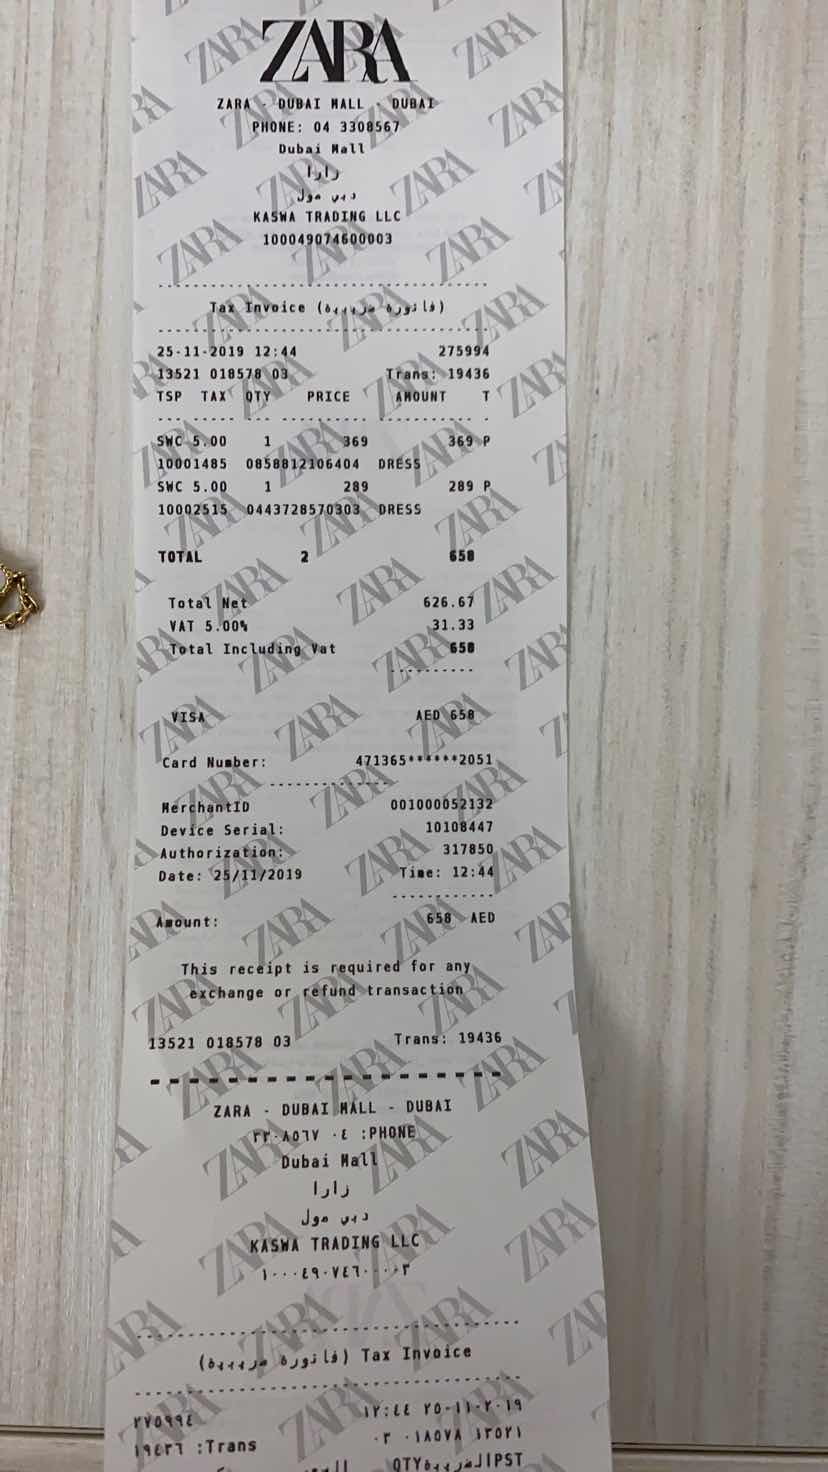 ZARA
ZARA - DUBAI MALL - DUBAI
PHONE: 04 3308567
Dubai Mall
زارا
دبي مول
KASWA TRADING LLC
100049074600003
Tax Invoice (فاتورة ضريبية)
25-11-2019 12:44 275994
13521 018578 03 Trans: 19436
TSP TAX QTY PRICE AMOUNT T
SWC 5.00 1 369 369 P
10001485 0858812106404 DRESS
SWC 5.00 1 289 289 P
10002515 0443728570303 DRESS
TOTAL 2 658
Total Net 626.67
VAT 5.00% 31.33
Total Including Vat 658
VISA AED 658
Card Number: 471365******2051
MerchantID 001000052132
Device Serial: 10108447
Authorization: 317850
Date: 25/11/2019 Time: 12:44
Amount: 658 AED
This receipt is required for any
exchange or refund transaction
13521 018578 03 Trans: 19436
ZARA - DUBAI MALL - DUBAI
٣٣٠٨٥٦٧ ٠٤ :PHONE
Dubai Mall
زارا
دبي مول
KASWA TRADING LLC
١٠٠٠٤٩٠٧٤٦٠٠٠٠٣
(فاتورة ضريبية) Tax Invoice
٢٧٥٩٩٤ ١٢:٤٤ ٢٥-١١-٢٠١٩
١٩٤٣٦ :Trans ٠٣ ٠١٨٥٧٨ ١٣٥٢١
QTY الضريبة PST